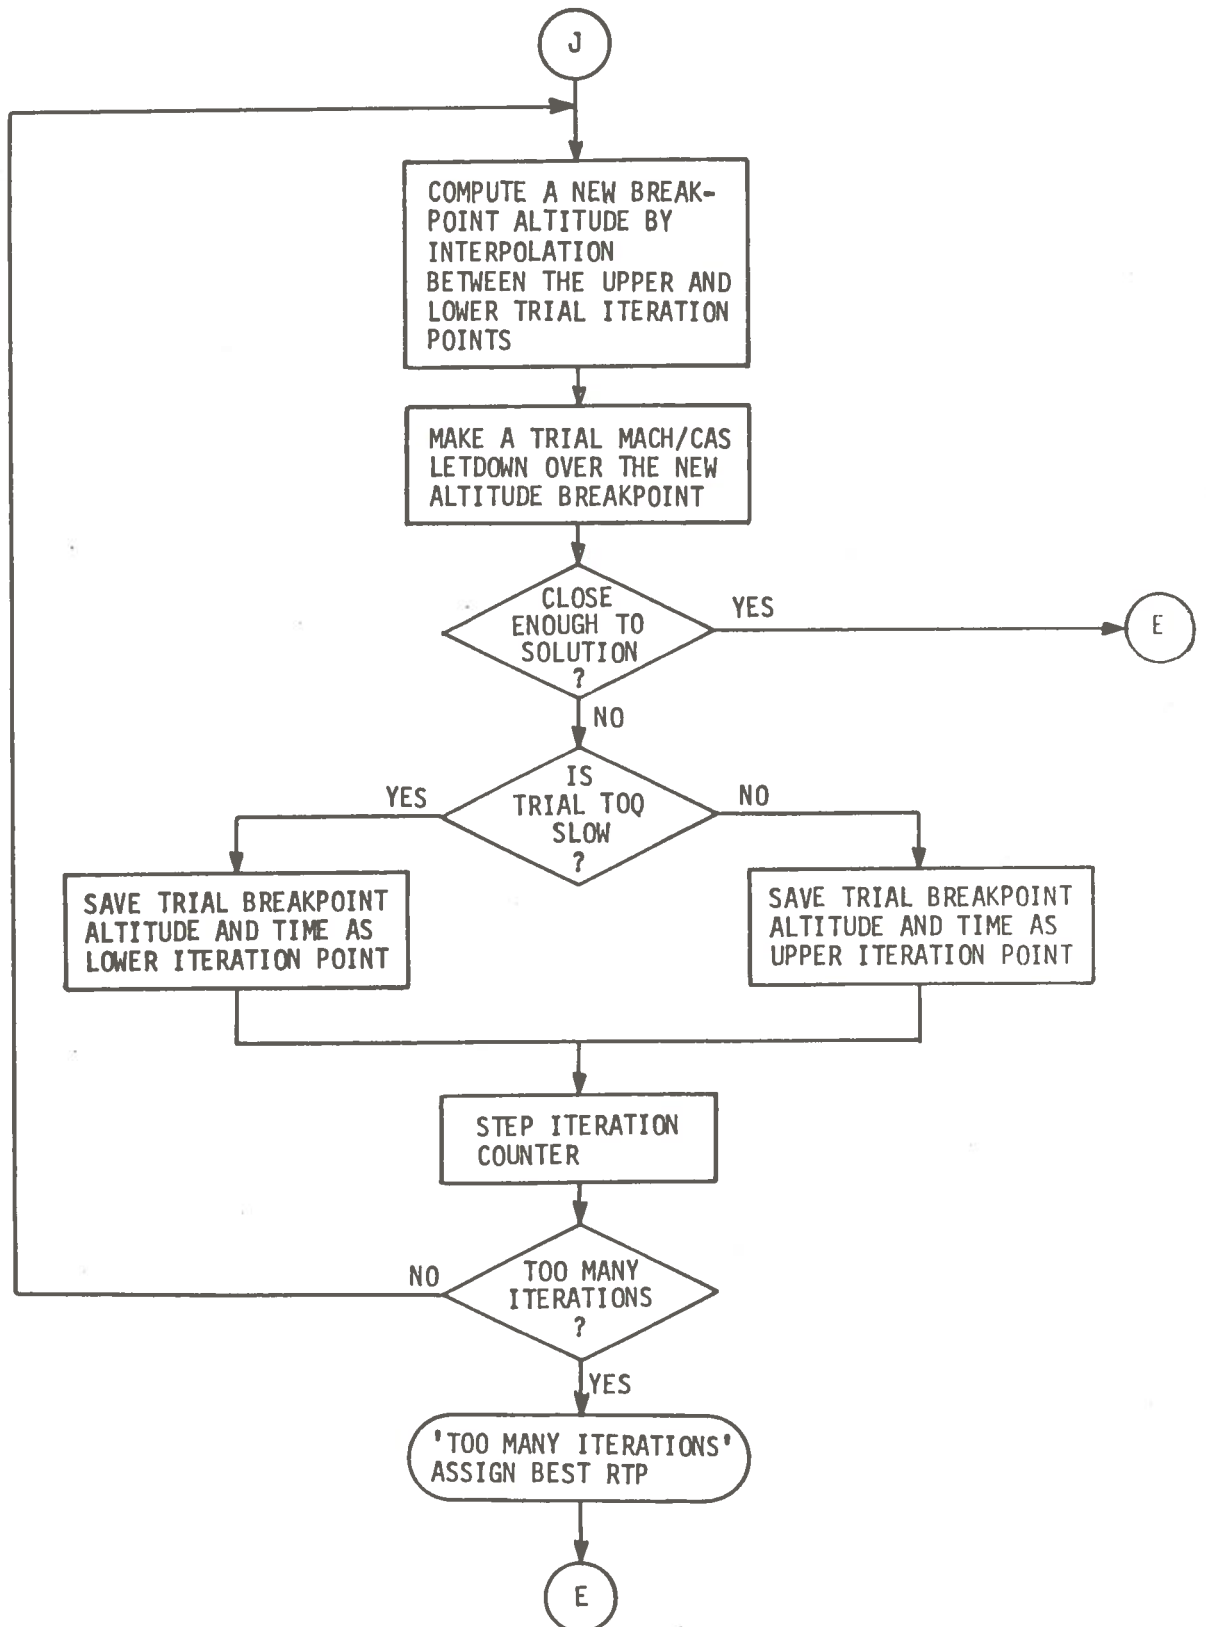 J
COMPUTE A NEW BREAK-
POINT ALTITUDE BY
INTERPOLATION
BETWEEN THE UPPER AND
LOWER TRIAL ITERATION
POINTS
MAKE A TRIAL MACH/CAS
LETDOWN OVER THE NEW
ALTITUDE BREAKPOINT
CLOSE
ENOUGH TO
SOLUTION
?
YES
E
NO
IS
TRIAL TOO
SLOW
?
YES
NO
SAVE TRIAL BREAKPOINT
ALTITUDE AND TIME AS
LOWER ITERATION POINT
SAVE TRIAL BREAKPOINT
ALTITUDE AND TIME AS
UPPER ITERATION POINT
STEP ITERATION
COUNTER
TOO MANY
ITERATIONS
?
NO
YES
'TOO MANY ITERATIONS'
ASSIGN BEST RTP
E